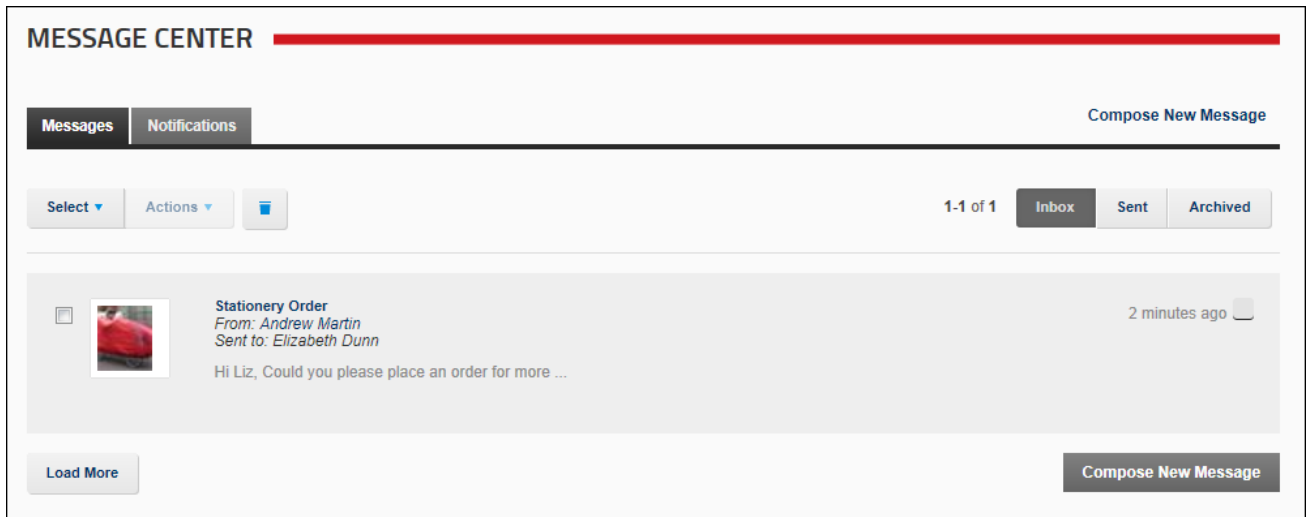 MESSAGE CENTER
Messages Notifications Compose New Message
Select Actions 1-1 of 1 Inbox Sent Archived
Stationery Order
From: Andrew Martin
Sent to: Elizabeth Dunn
2 minutes ago
Hi Liz, Could you please place an order for more ...
Load More Compose New Message